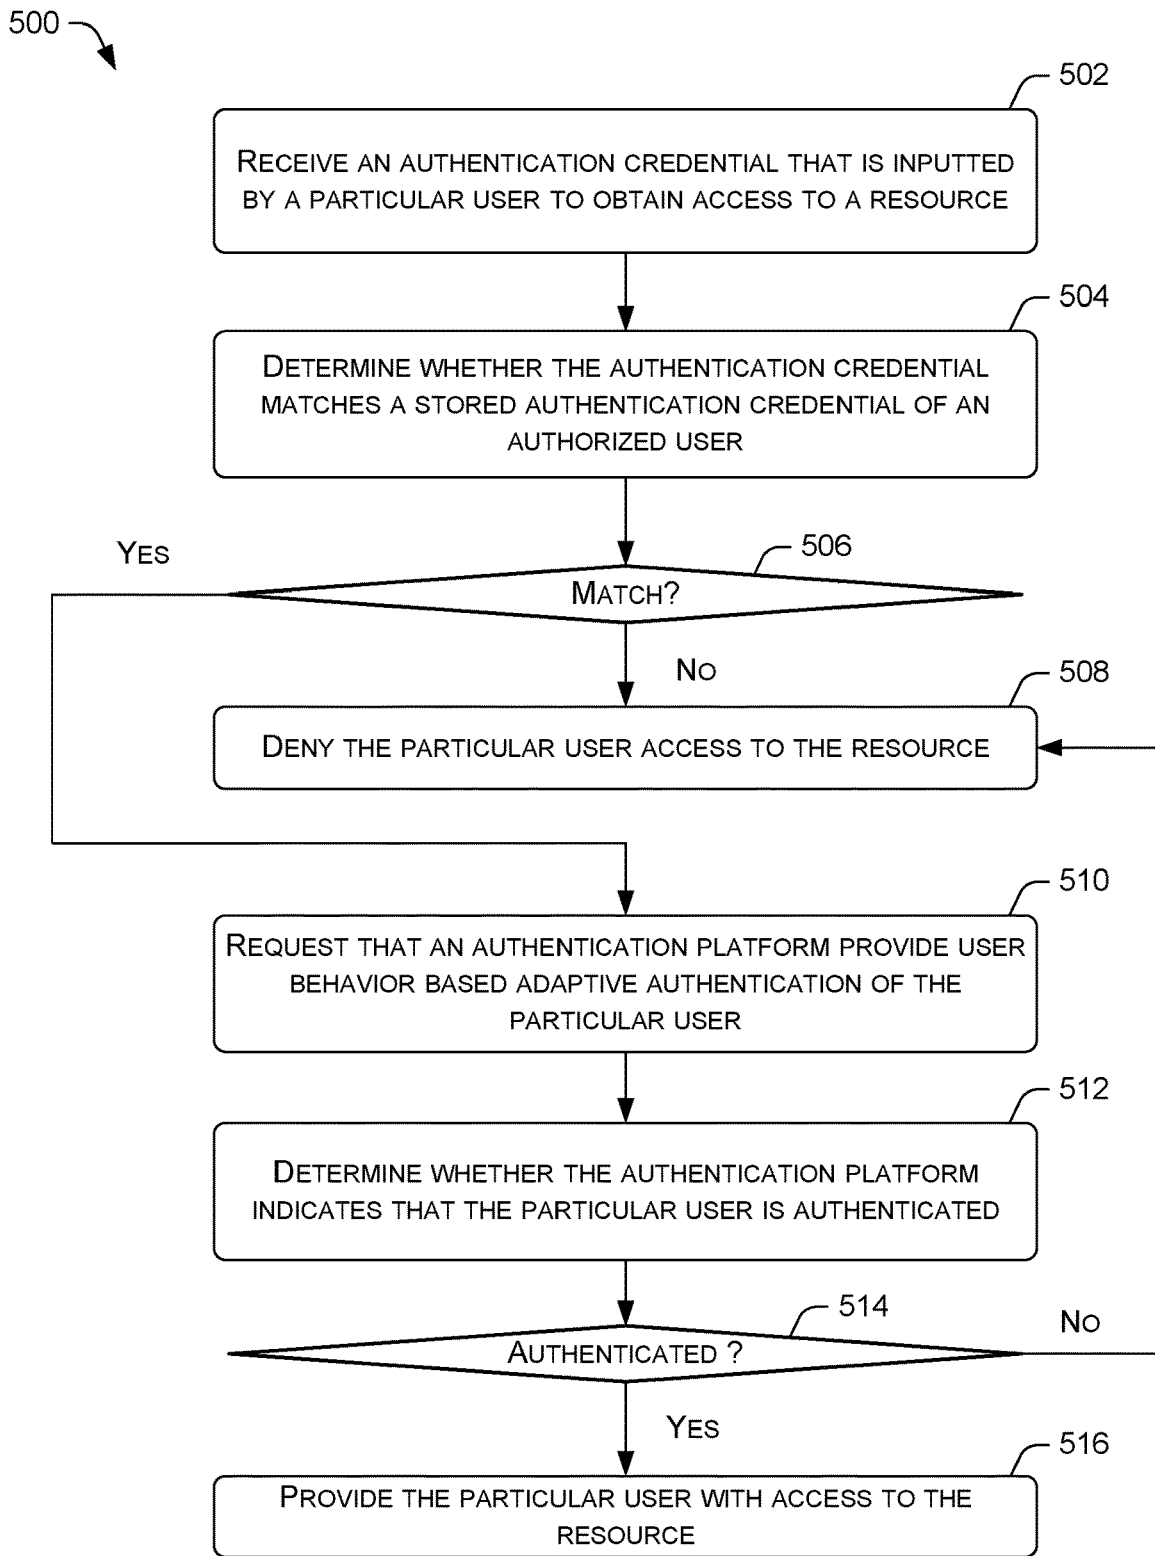 500
502
RECEIVE AN AUTHENTICATION CREDENTIAL THAT IS INPUTTED
BY A PARTICULAR USER TO OBTAIN ACCESS TO A RESOURCE
504
DETERMINE WHETHER THE AUTHENTICATION CREDENTIAL
MATCHES A STORED AUTHENTICATION CREDENTIAL OF AN
AUTHORIZED USER
YES
506
MATCH?
NO
508
DENY THE PARTICULAR USER ACCESS TO THE RESOURCE
510
REQUEST THAT AN AUTHENTICATION PLATFORM PROVIDE USER
BEHAVIOR BASED ADAPTIVE AUTHENTICATION OF THE
PARTICULAR USER
512
DETERMINE WHETHER THE AUTHENTICATION PLATFORM
INDICATES THAT THE PARTICULAR USER IS AUTHENTICATED
514
NO
AUTHENTICATED ?
YES
516
PROVIDE THE PARTICULAR USER WITH ACCESS TO THE
RESOURCE